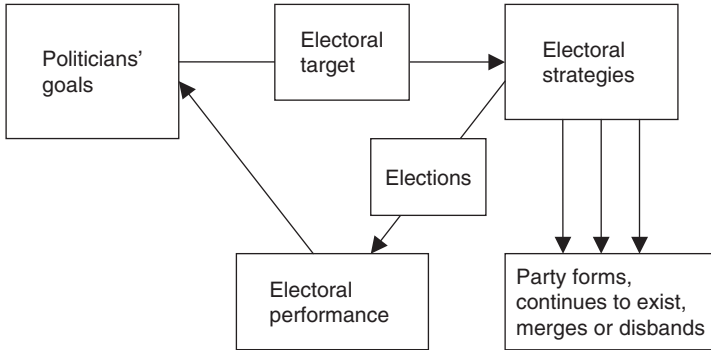 Politicians’
goals
Electoral
target
Electoral
strategies
Elections
Electoral
performance
Party forms,
continues to exist,
merges or disbands